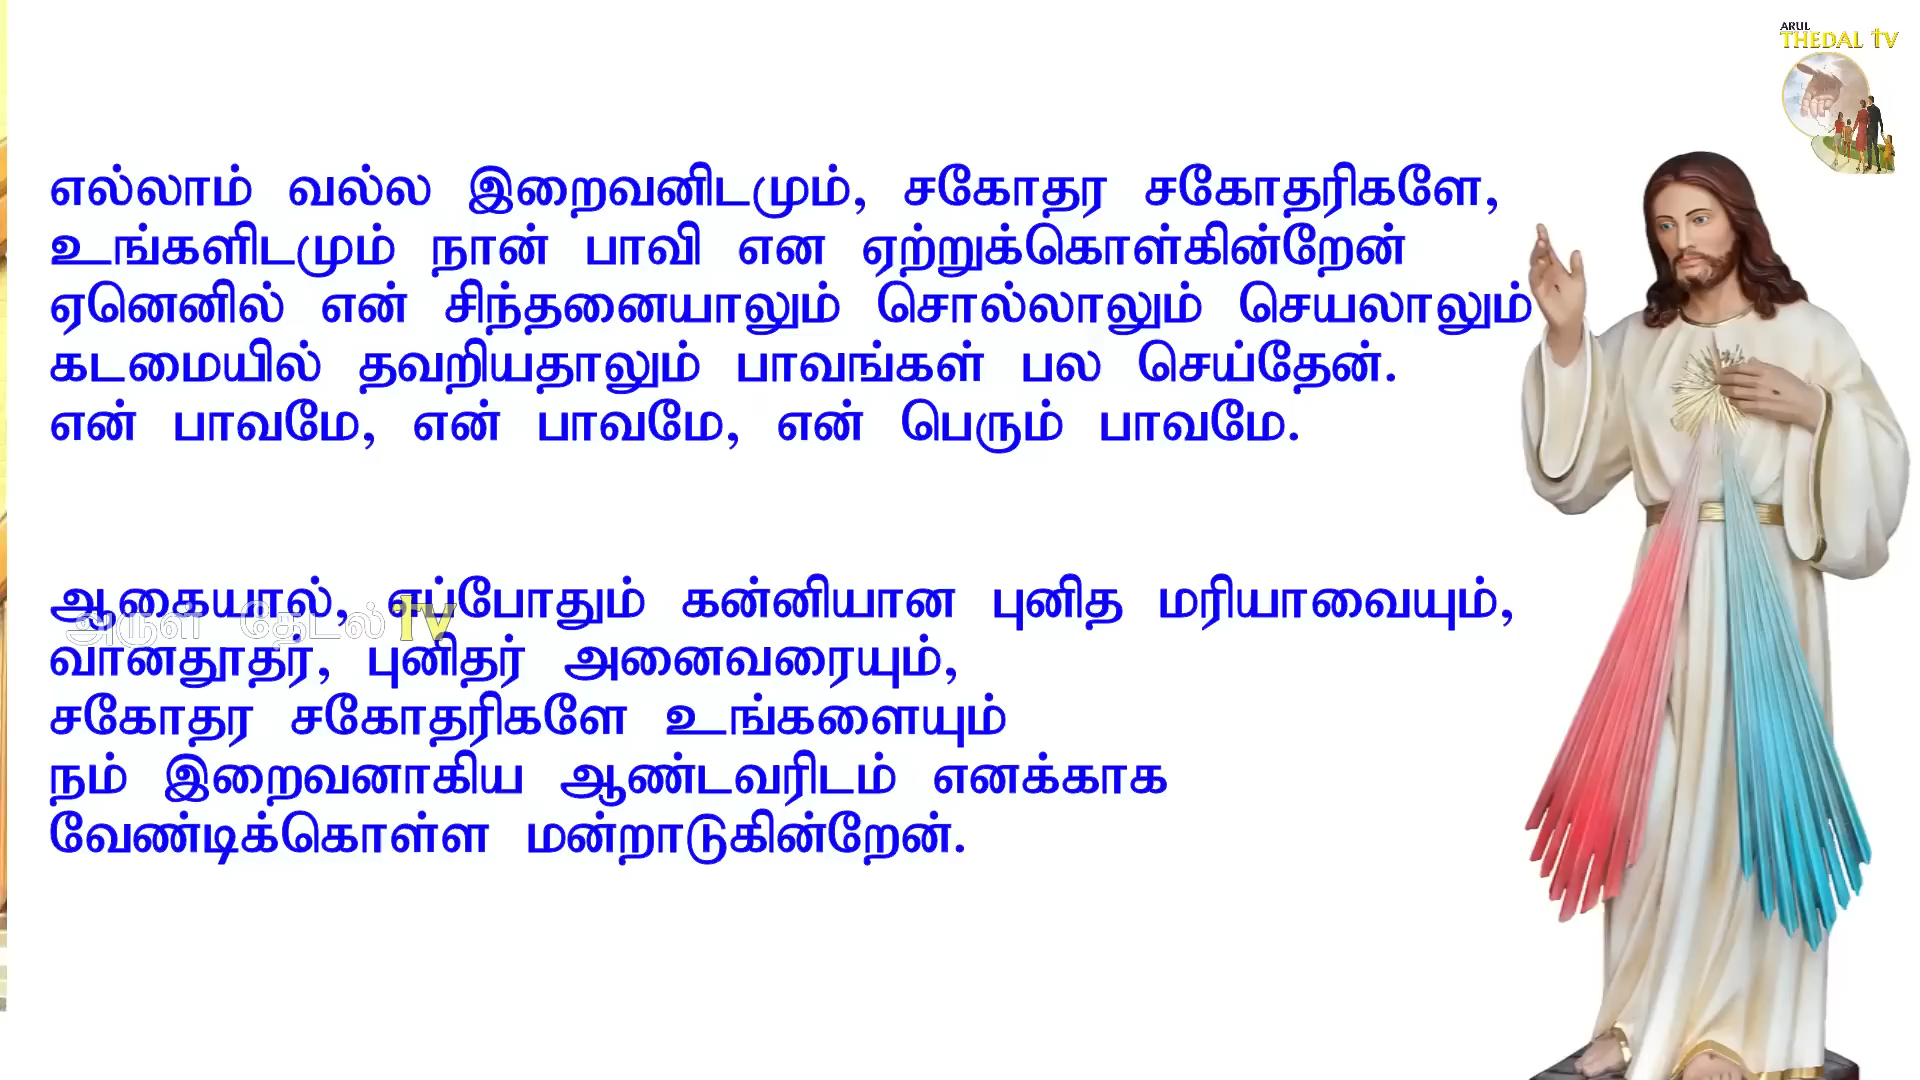 ARUL
THEDAL TV
எல்லாம் வல்ல இறைவனிடமும், சகோதர சகோதரிகளே,
உங்களிடமும் நான் பாவி என ஏற்றுக்கொள்கின்றேன்
ஏனெனில் என் சிந்தனையாலும் சொல்லாலும் செயலாலும்
கடமையில் தவறியதாலும் பாவங்கள் பல செய்தேன்.
என் பாவமே, என் பாவமே, என் பெரும் பாவமே.
ஆகையால், எப்போதும் கன்னியான புனித மரியாவையும்,
அருள் தேடல் TV
வானதூதர், புனிதர் அனைவரையும்,
சகோதர சகோதரிகளே உங்களையும்
நம் இறைவனாகிய ஆண்டவரிடம் எனக்காக
வேண்டிக்கொள்ள மன்றாடுகின்றேன்.